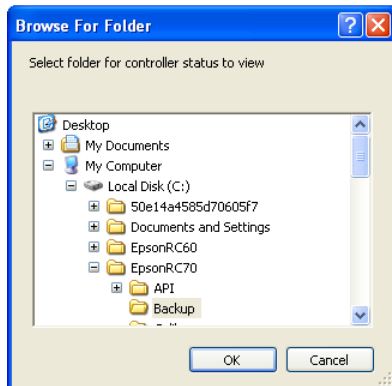 Browse For Folder
Select folder for controller status to view
Desktop
My Documents
My Computer
Local Disk (C:)
50e14a4585d70605f7
Documents and Settings
EpsonRC60
EpsonRC70
API
Backup
OK
Cancel